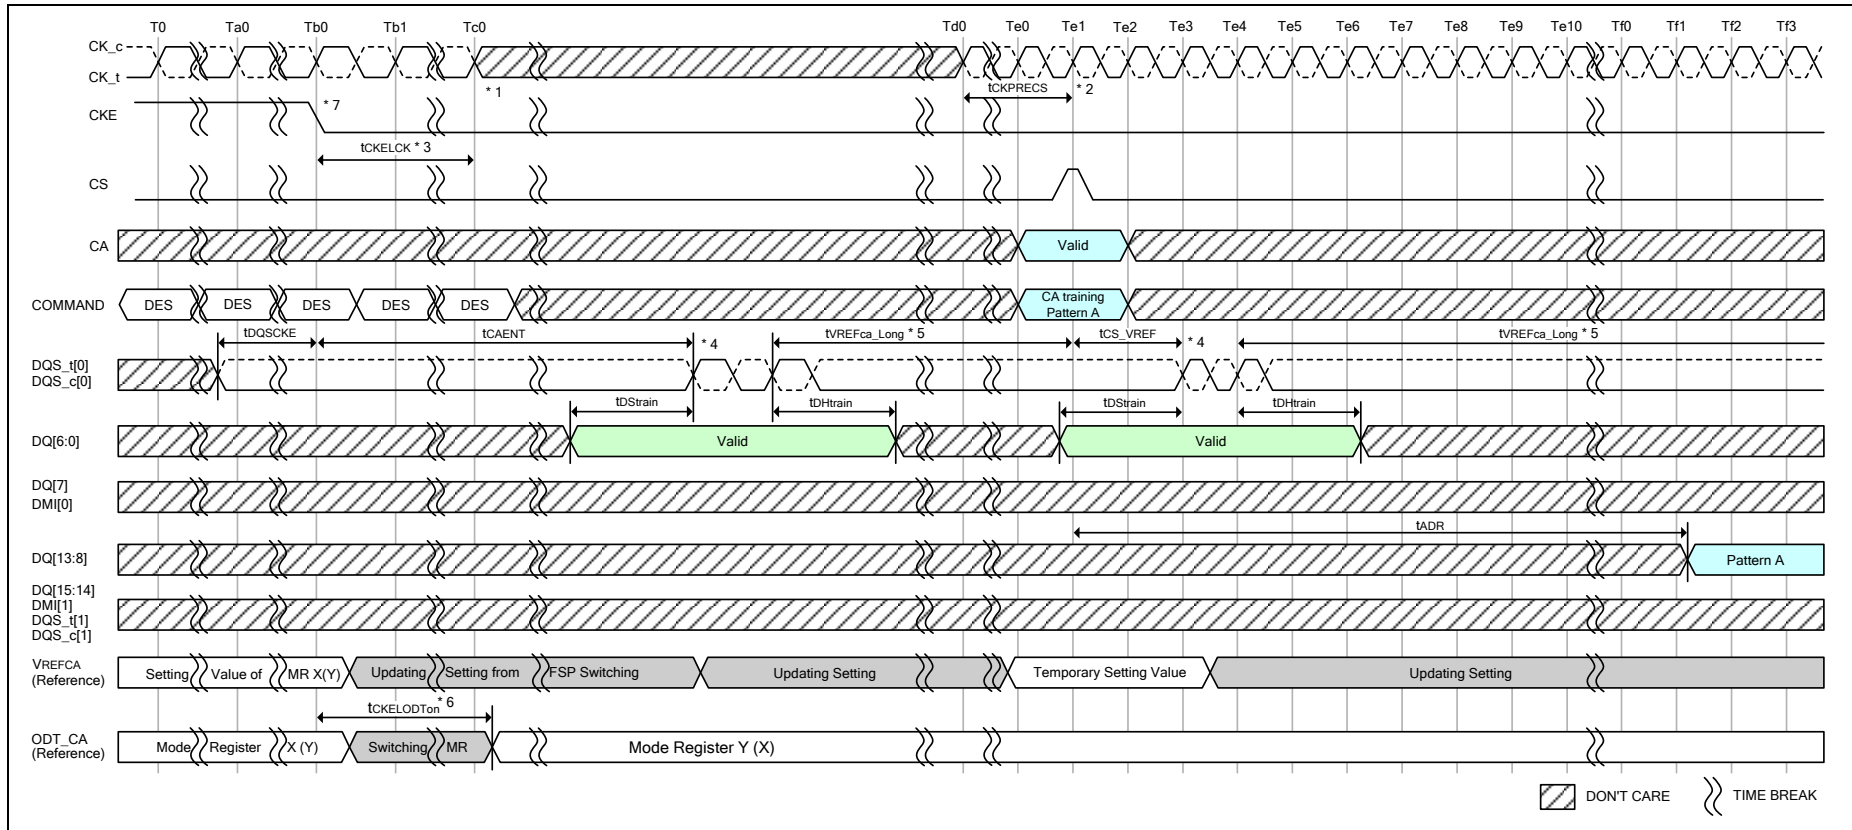 T0 Ta0 Tb0 Tb1 Tc0 Td0 Te0 Te1 Te2 Te3 Te4 Te5 Te6 Te7 Te8 Te9 Te10 Tf0 Tf1 Tf2 Tf3
CK_c
CK_t
* 1
tCKPRECS * 2
CKE
* 7
tCKELCK * 3
CS
CA
Valid
COMMAND
DES DES DES DES DES
CA training
Pattern A
tDQSCKE tCAENT * 4 tVREFca_Long * 5 tCS_VREF * 4 tVREFca_Long * 5
DQS_t[0]
DQS_c[0]
tDStrain tDHtrain tDStrain tDHtrain
DQ[6:0]
Valid Valid
DQ[7]
DMI[0]
tADR
DQ[13:8]
Pattern A
DQ[15:14]
DMI[1]
DQS_t[1]
DQS_c[1]
VREFCA
(Reference)
Setting Value of MR X(Y) Updating Setting from FSP Switching Updating Setting Temporary Setting Value Updating Setting
tCKELODTon * 6
ODT_CA
(Reference)
Mode Register X (Y) Switching MR Mode Register Y (X)
DON'T CARE TIME BREAK